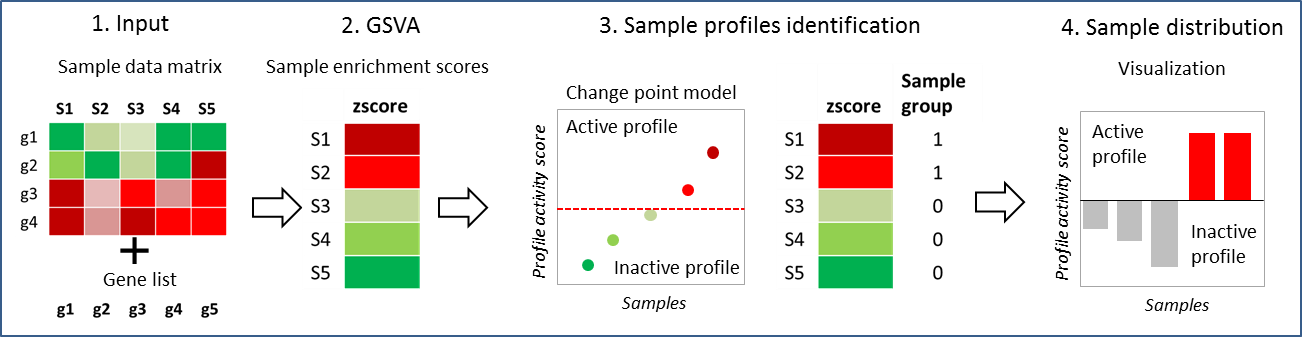 1. Input
Sample data matrix
S1 S2 S3 S4 S5
g1
g2
g3
g4
Gene list
g1 g2 g3 g4 g5
2. GSVA
Sample enrichment scores
zscore
S1
S2
S3
S4
S5
3. Sample profiles identification
Change point model
Profile activity score
Active profile
Inactive profile
Samples
zscore
Sample
group
S1 1
S2 1
S3 0
S4 0
S5 0
4. Sample distribution
Visualization
Profile activity score
Active
profile
Inactive
profile
Samples